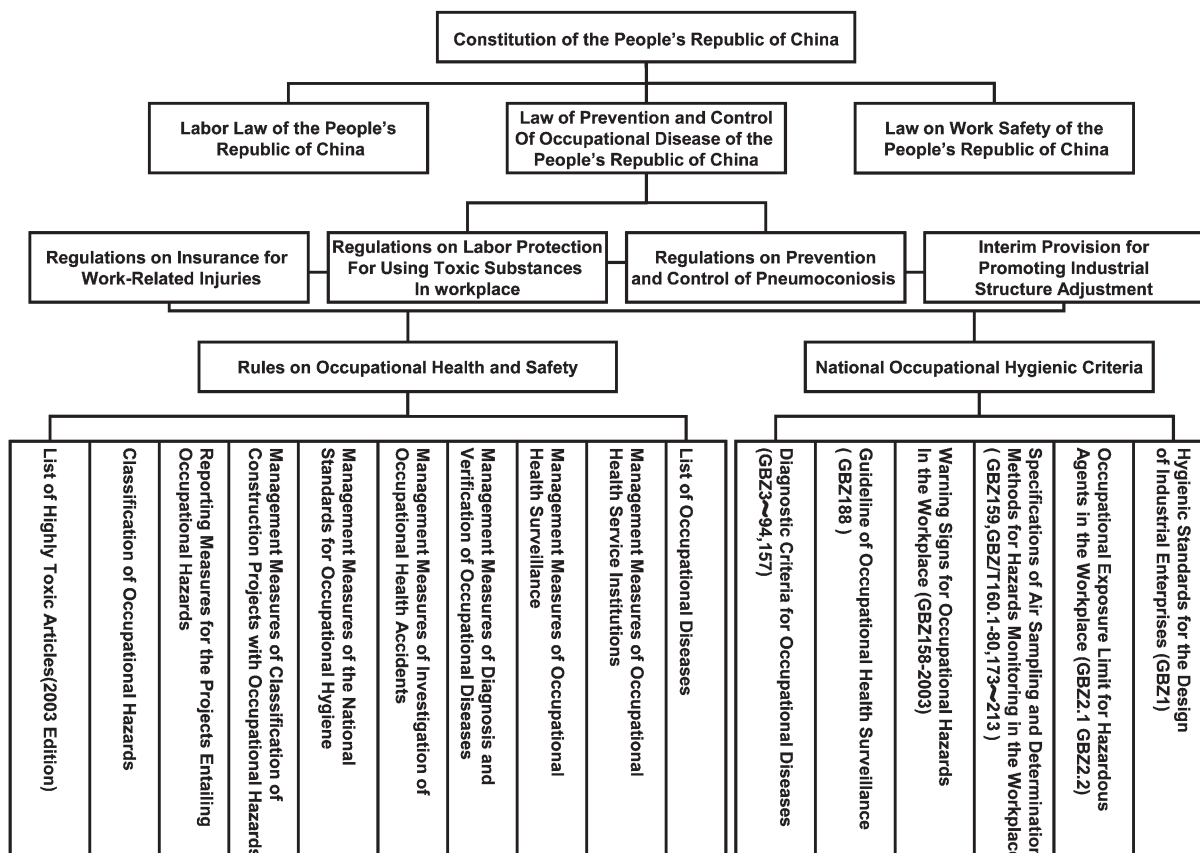 Constitution of the People's Republic of China
Labor Law of the People's
Republic of China
Law of Prevention and Control
Of Occupational Disease of the
People's Republic of China
Law on Work Safety of the
People's Republic of China
Regulations on Insurance for
Work-Related Injuries
Regulations on Labor Protection
For Using Toxic Substances
In workplace
Regulations on Prevention
and Control of Pneumoconiosis
Interim Provision for
Promoting Industrial
Structure Adjustment
Rules on Occupational Health and Safety
National Occupational Hygienic Criteria
List of Highly Toxic Articles(2003 Edition)
Classification of Occupational Hazards
Reporting Measures for the Projects Entailing
Occupational Hazards
Management Measures of Classification of
Construction Projects with Occupational Hazards
Management Measures of the National
Standards for Occupational Hygiene
Management Measures of Investigation of
Occupational Health Accidents
Management Measures of Diagnosis and
Verification of Occupational Diseases
Management Measures of Occupational
Health Surveillance
Management Measures of Occupational
Health Service Institutions
List of Occupational Diseases
Diagnostic Criteria for Occupational Diseases
(GBZ3~94,157)
Guideline of Occupational Health Surveillance
( GBZ188 )
Warning Signs for Occupational Hazards
In the Workplace (GBZ158-2003)
Specifications of Air Sampling and Determination
Methods for Hazards Monitoring in the Workplace
( GBZ159,GBZ/T160.1-80,173~213 )
Occupational Exposure Limit for Hazardous
Agents in the Workplace (GBZ2.1 GBZ2.2)
Hygienic Standards for the Design
of Industrial Enterprises (GBZ1)